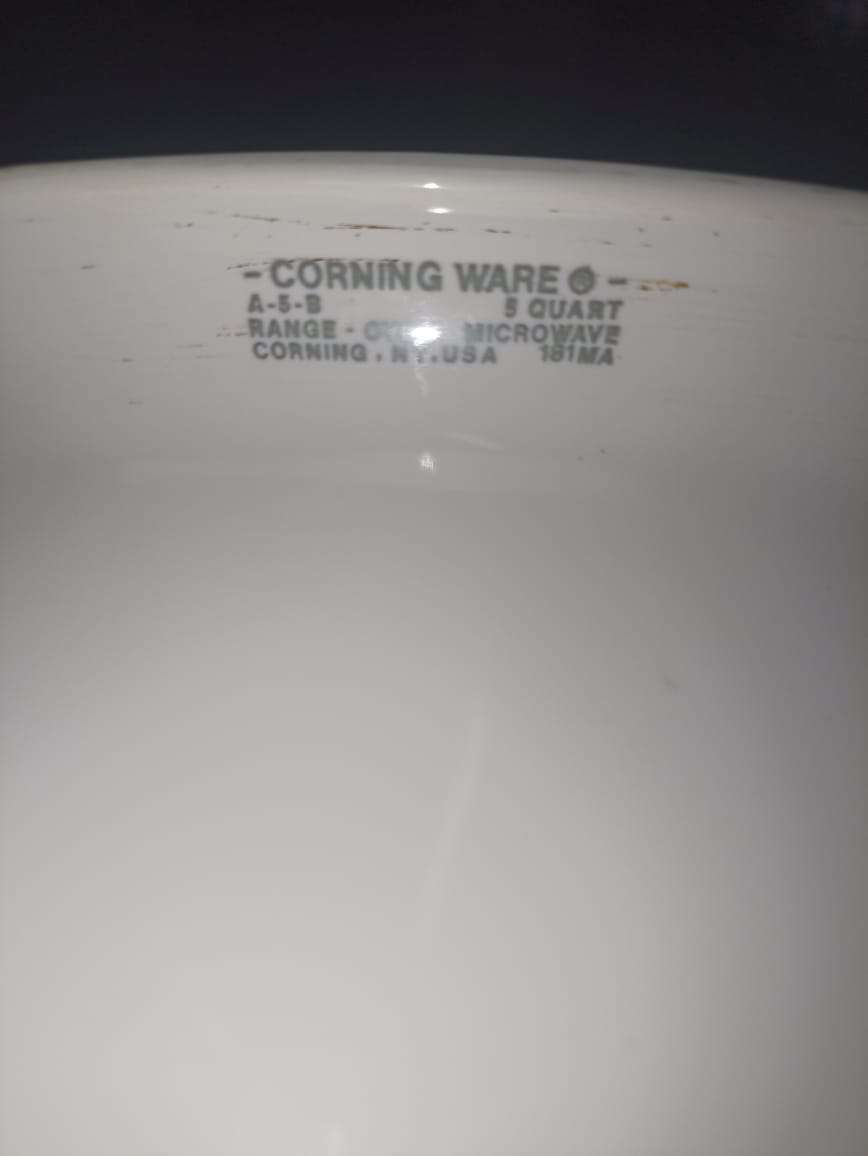 - CORNING WARE ® -
A-5-B 5 QUART
RANGE - MICROWAVE
CORNING , N.Y. USA 181MA